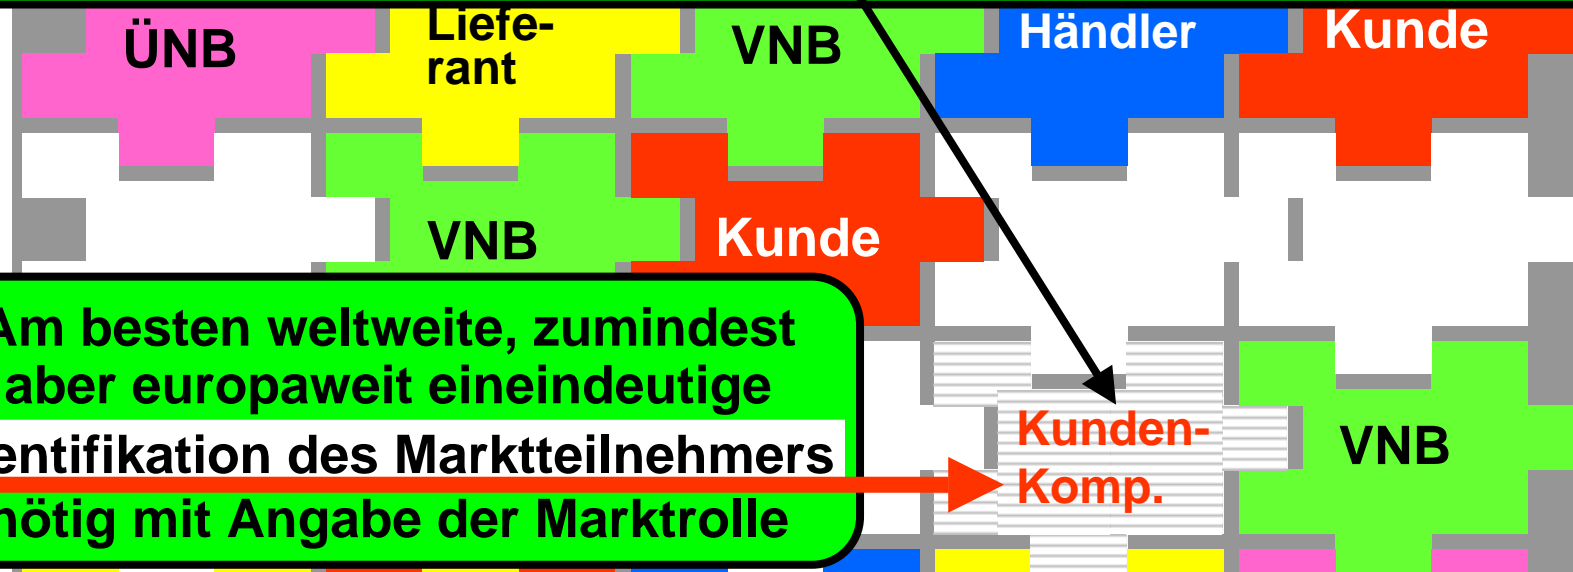 ÜNB
Liefe-
rant
VNB
Händler
Kunde
VNB
Kunde
Am besten weltweite, zumindest
aber europaweit eineindeutige
entifikation des Marktteilnehmers
nötig mit Angabe der Marktrolle
Kunden-
Komp.
VNB